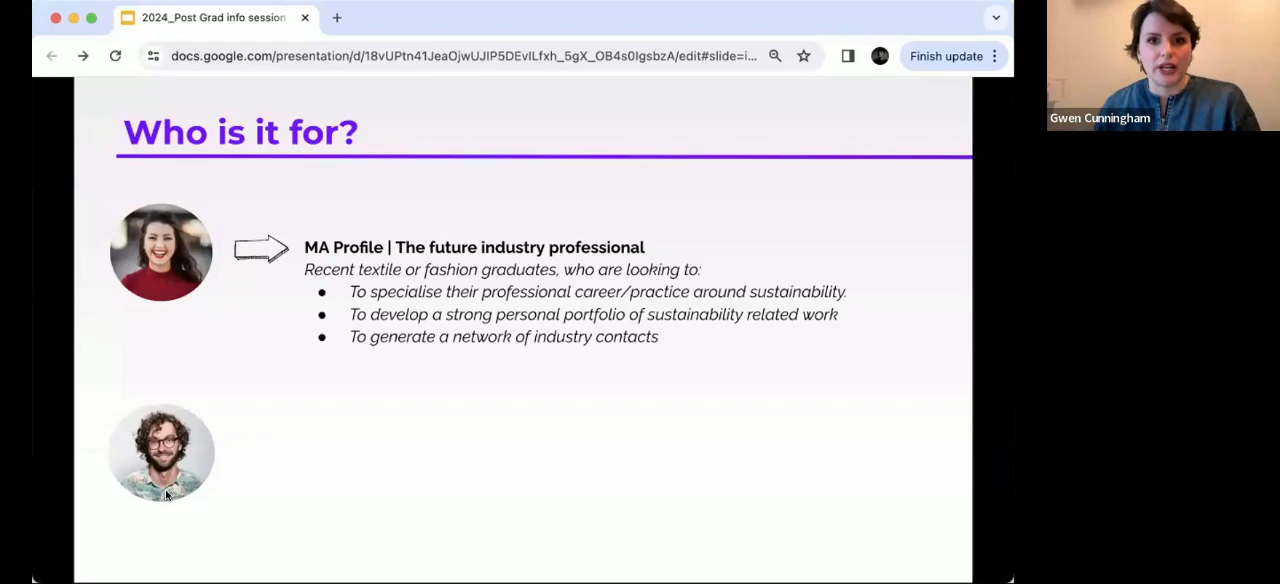 2024_Post Grad info session
docs.google.com/presentation/d/18vUPtn41JeaOjwUJIP5DEvILfxh_5gX_OB4s0IgsbzA/edit#slide=i...
Finish update
Gwen Cunningham
Who is it for?
MA Profile | The future industry professional
Recent textile or fashion graduates, who are looking to:
● To specialise their professional career/practice around sustainability.
● To develop a strong personal portfolio of sustainability related work
● To generate a network of industry contacts